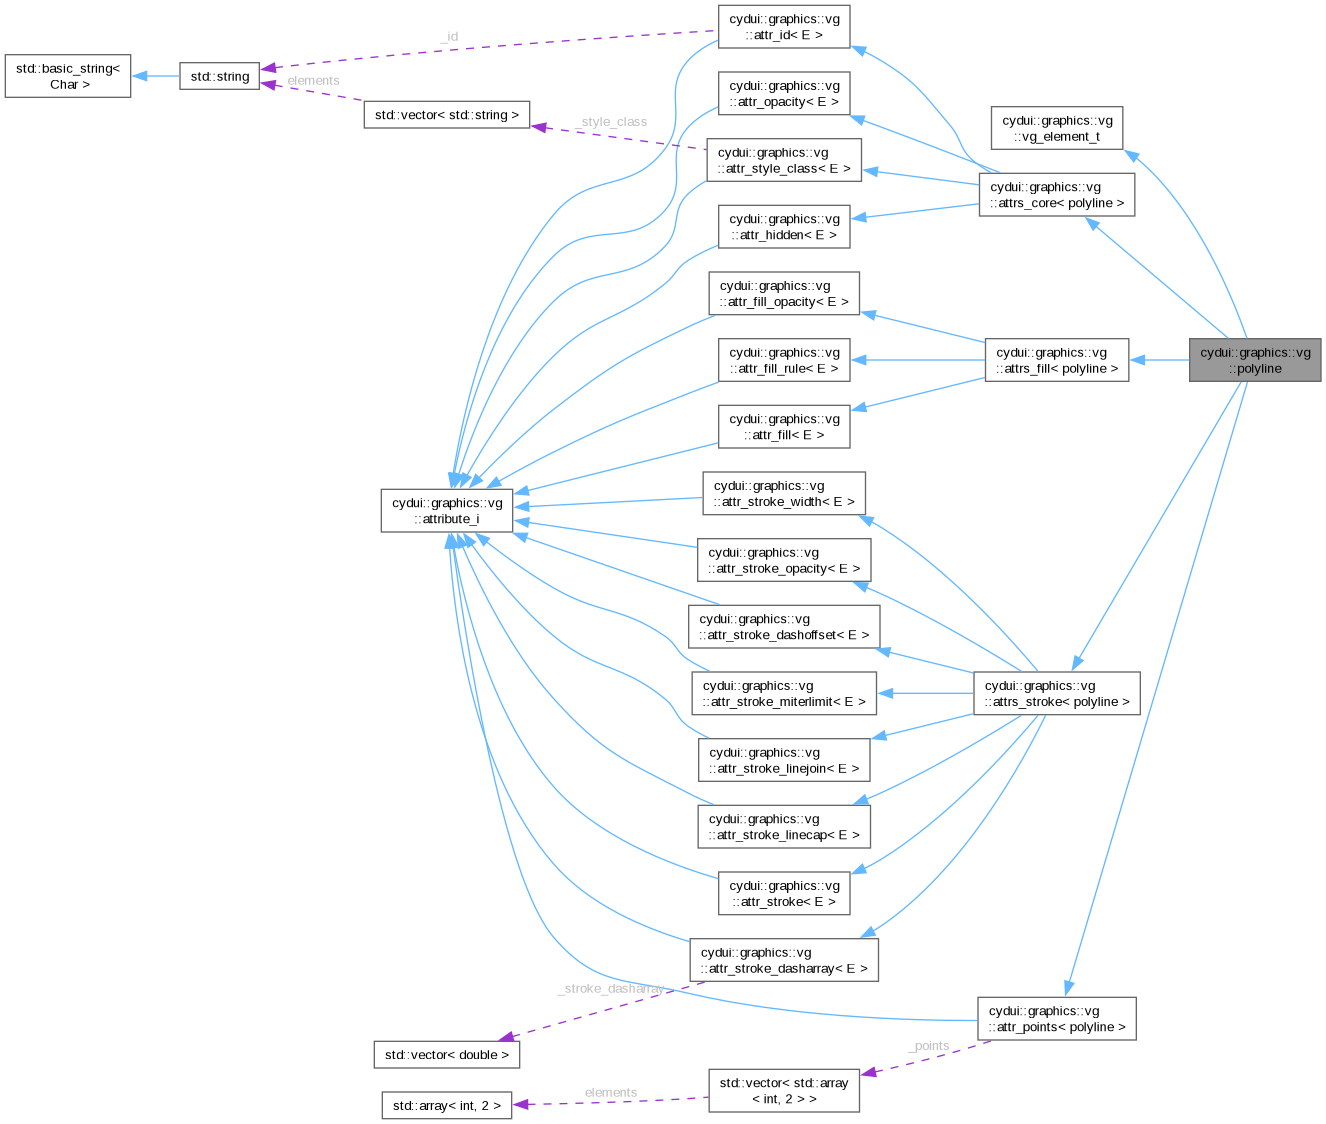 cydui::graphics::vg
::attr_id< E >
_id
std::basic_string<
Char >
std::string
elements
std::vector< std::string >
cydui::graphics::vg
::attr_opacity< E >
_style_class
cydui::graphics::vg
::attr_style_class< E >
cydui::graphics::vg
::vg_element_t
cydui::graphics::vg
::attrs_core< polyline >
cydui::graphics::vg
::attr_hidden< E >
cydui::graphics::vg
::attr_fill_opacity< E >
cydui::graphics::vg
::attr_fill_rule< E >
cydui::graphics::vg
::attrs_fill< polyline >
cydui::graphics::vg
::polyline
cydui::graphics::vg
::attr_fill< E >
cydui::graphics::vg
::attribute_i
cydui::graphics::vg
::attr_stroke_width< E >
cydui::graphics::vg
::attr_stroke_opacity< E >
cydui::graphics::vg
::attr_stroke_dashoffset< E >
cydui::graphics::vg
::attr_stroke_miterlimit< E >
cydui::graphics::vg
::attrs_stroke< polyline >
cydui::graphics::vg
::attr_stroke_linejoin< E >
cydui::graphics::vg
::attr_stroke_linecap< E >
cydui::graphics::vg
::attr_stroke< E >
cydui::graphics::vg
::attr_stroke_dasharray< E >
_stroke_dasharray
cydui::graphics::vg
::attr_points< polyline >
_points
std::vector< double >
std::vector< std::array
< int, 2 > >
elements
std::array< int, 2 >